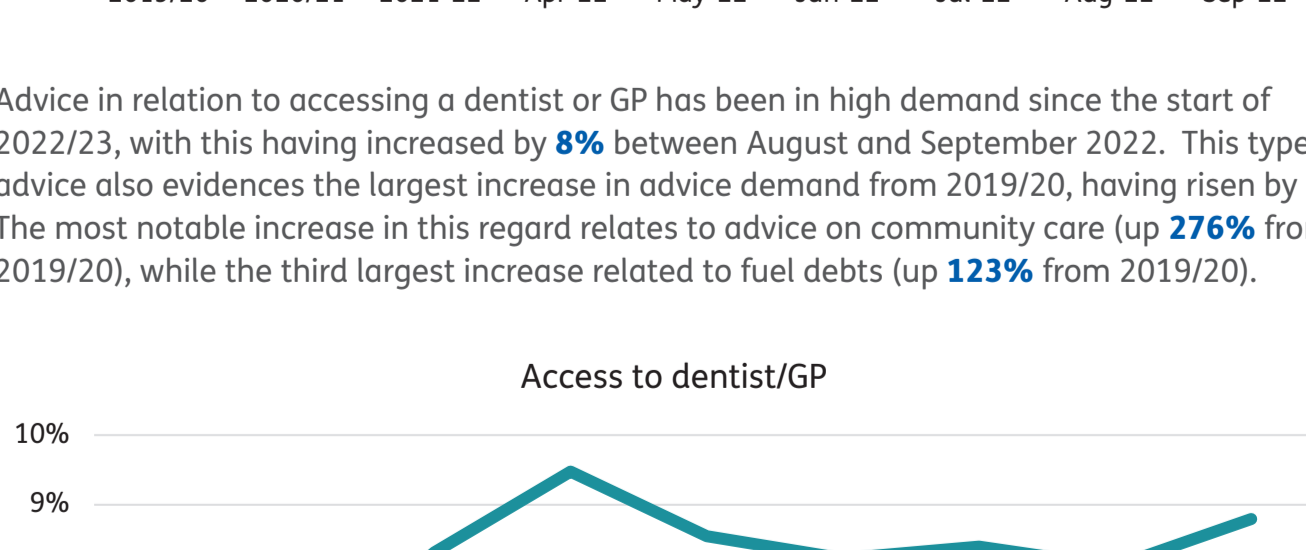 Advice in relation to accessing a dentist or GP has been in high demand since the start of
2022/23, with this having increased by 8% between August and September 2022. This type
advice also evidences the largest increase in advice demand from 2019/20, having risen by
The most notable increase in this regard relates to advice on community care (up 276%
2019/20), while the third largest increase related to fuel debts (up 123% from 2019/20).
Access to dentist/GP
10%
9%